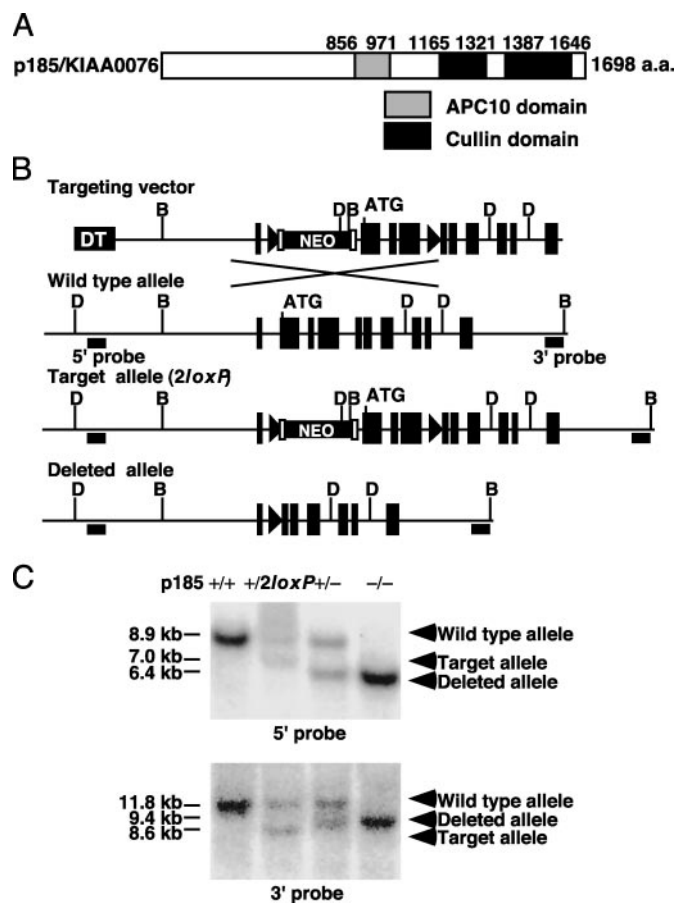 A
856 971 1165 1321 1387 1646
p185/KIAA0076
1698 a.a.
APC10 domain
Cullin domain
B
Targeting vector
B D B ATG D D
DT
NEO
Wild type allele
D B ATG D D B
5' probe 3' probe
Target allele (2loxP)
D B D B ATG D D B
NEO
Deleted allele
D B D D B
C
p185 +/+ +/2loxP +/– –/–
8.9 kb
Wild type allele
7.0 kb
Target allele
6.4 kb
Deleted allele
5' probe
11.8 kb
Wild type allele
9.4 kb
Deleted allele
8.6 kb
Target allele
3' probe